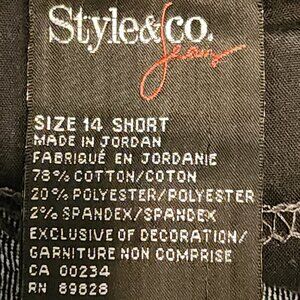 Style&co.
Jeans
SIZE 14 SHORT
MADE IN JORDAN
FABRIQUÉ EN JORDANIE
78% COTTON/COTON
20% POLYESTER/POLYESTER
2% SPANDEX/SPANDEX
EXCLUSIVE OF DECORATION/
GARNITURE NON COMPRISE
CA 00234
RN 89828